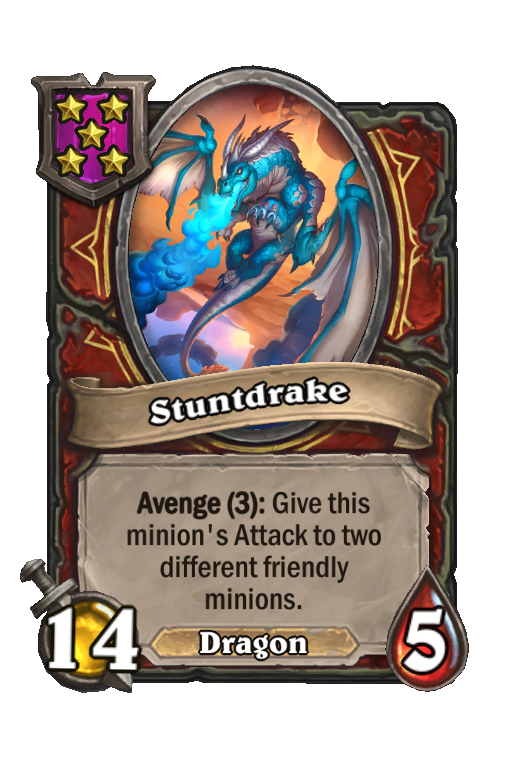 Stuntdrake
Avenge (3): Give this
minion's Attack to two
different friendly
minions.
14
Dragon
5